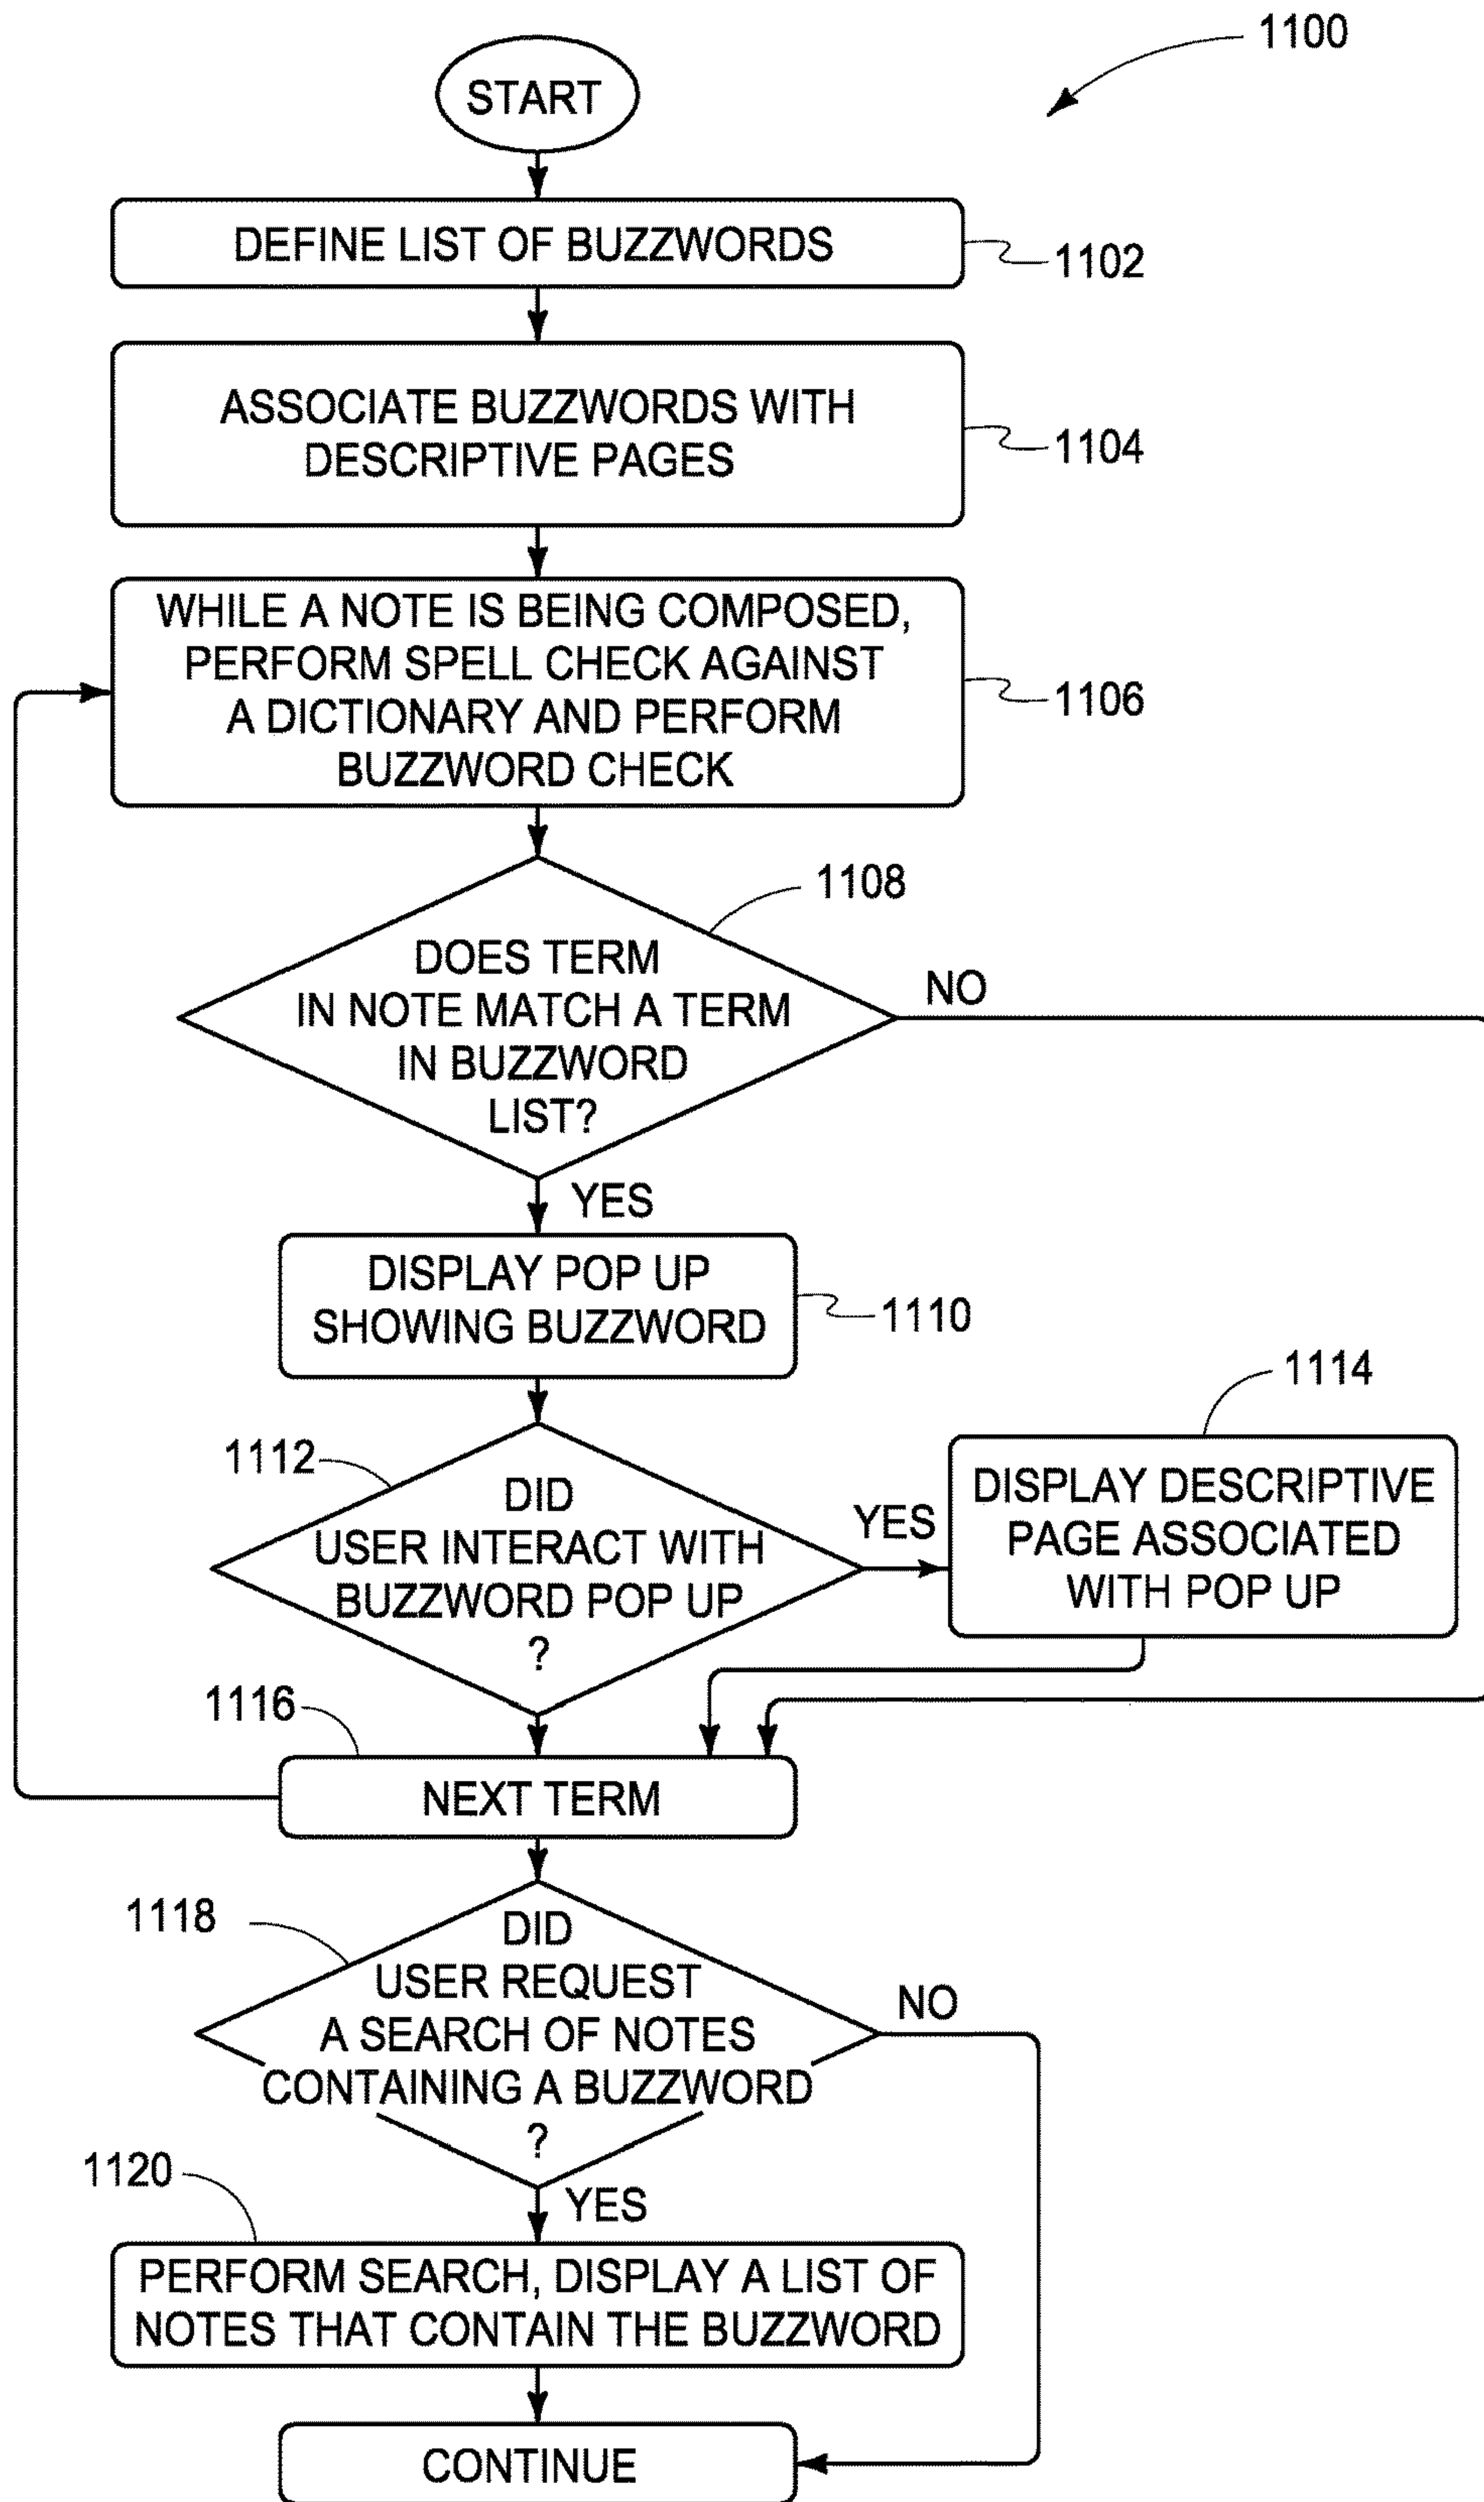 1100
START
DEFINE LIST OF BUZZWORDS
1102
ASSOCIATE BUZZWORDS WITH
DESCRIPTIVE PAGES
1104
WHILE A NOTE IS BEING COMPOSED,
PERFORM SPELL CHECK AGAINST
A DICTIONARY AND PERFORM
BUZZWORD CHECK
1106
1108
DOES TERM
IN NOTE MATCH A TERM
IN BUZZWORD
LIST?
NO
YES
DISPLAY POP UP
SHOWING BUZZWORD
1110
1112
DID
USER INTERACT WITH
BUZZWORD POP UP
?
YES
1114
DISPLAY DESCRIPTIVE
PAGE ASSOCIATED
WITH POP UP
1116
NEXT TERM
1118
DID
USER REQUEST
A SEARCH OF NOTES
CONTAINING A BUZZWORD
?
NO
YES
1120
PERFORM SEARCH, DISPLAY A LIST OF
NOTES THAT CONTAIN THE BUZZWORD
CONTINUE